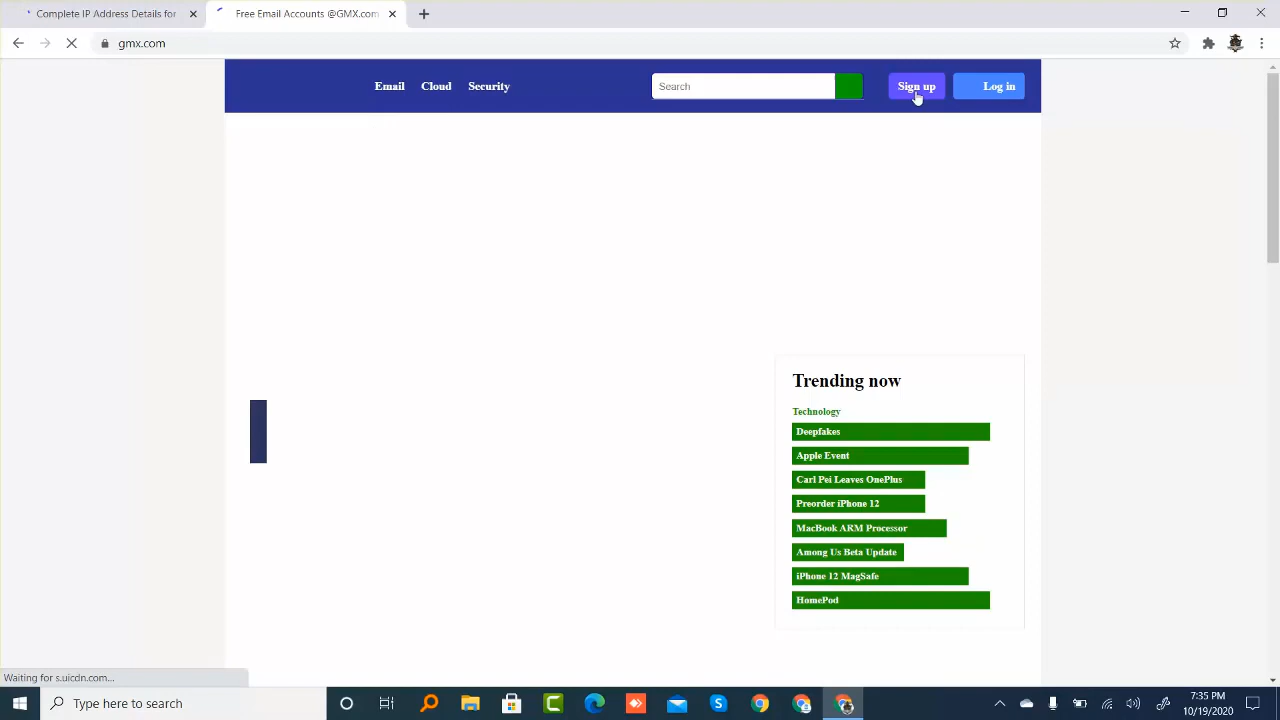 Complete IP Address Details for
Free Email Accounts @GMX.com
gmx.com
Email Cloud Security
Search
Sign up
Log in
Trending now
Technology
Deepfakes
Apple Event
Carl Pei Leaves OnePlus
Preorder iPhone 12
MacBook ARM Processor
Among Us Beta Update
iPhone 12 MagSafe
HomePod
Waiting for s.uicdn.com...
Type here to search
7:35 PM
10/19/2020